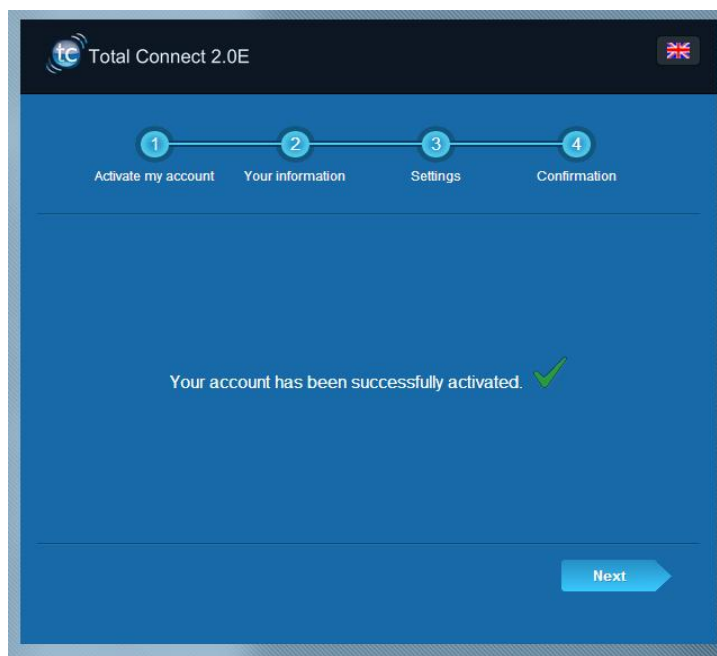 tc Total Connect 2.0E
1 2 3 4
Activate my account Your information Settings Confirmation
Your account has been successfully activated.
Next